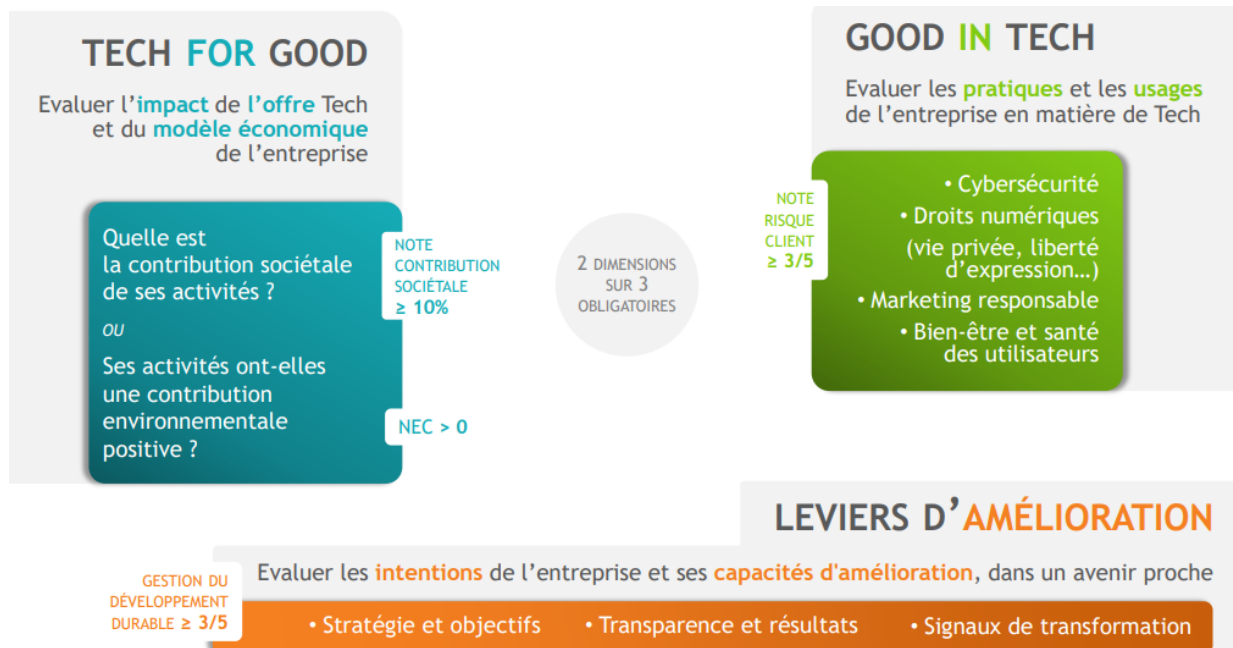 TECH FOR GOOD
Evaluer l'impact de l'offre Tech
et du modèle économique
de l'entreprise
Quelle est
la contribution sociétale
de ses activités ?
OU
Ses activités ont-elles
une contribution
environnementale
positive ?
NOTE
CONTRIBUTION
SOCIÉTALE
≥ 10%
NEC > 0
2 DIMENSIONS
SUR 3
OBLIGATOIRES
GOOD IN TECH
Evaluer les pratiques et les usages
de l'entreprise en matière de Tech
NOTE
RISQUE
CLIENT
≥ 3/5
• Cybersécurité
• Droits numériques
(vie privée, liberté
d'expression…)
• Marketing responsable
• Bien-être et santé
des utilisateurs
LEVIERS D'AMÉLIORATION
Evaluer les intentions de l'entreprise et ses capacités d'amélioration, dans un avenir proche
GESTION DU
DÉVELOPPEMENT
DURABLE ≥ 3/5
• Stratégie et objectifs • Transparence et résultats • Signaux de transformation